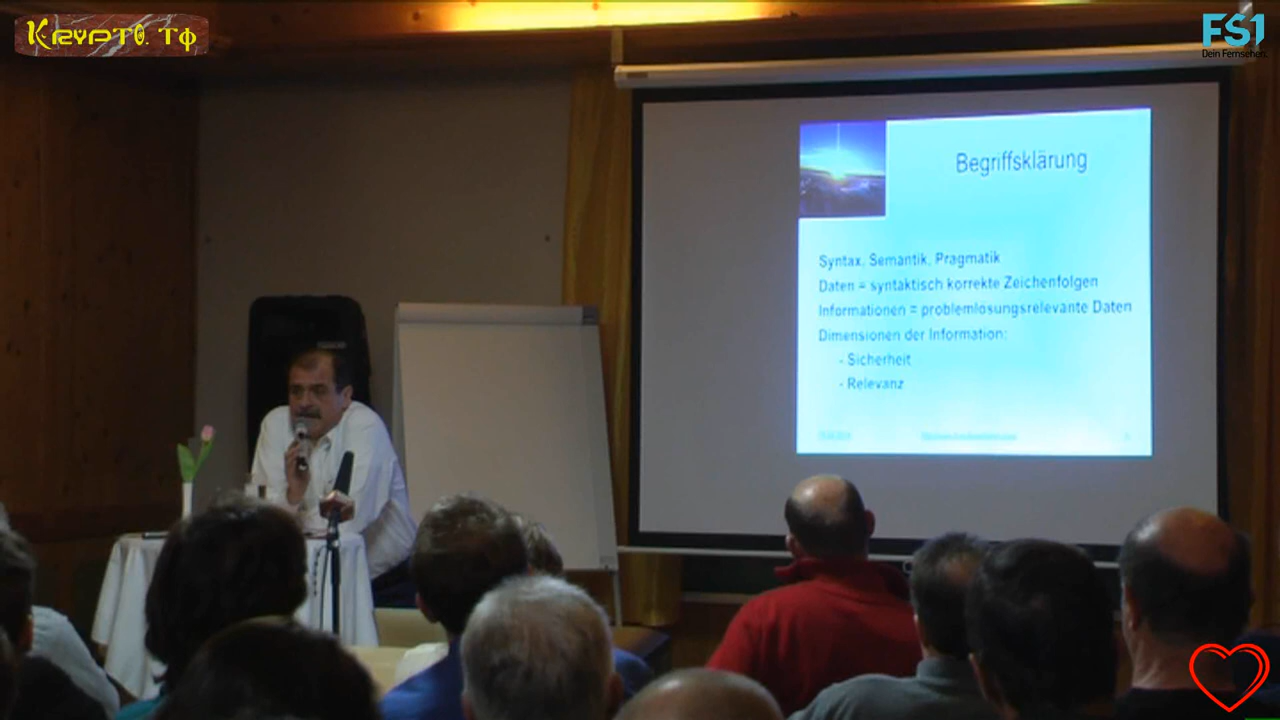 Krypto.TV
FS1
Dein Fernsehen.
Begriffsklärung
Syntax, Semantik, Pragmatik
Daten = syntaktisch korrekte Zeichenfolgen
Informationen = problemlösungsrelevante Daten
Dimensionen der Information:
- Sicherheit
- Relevanz